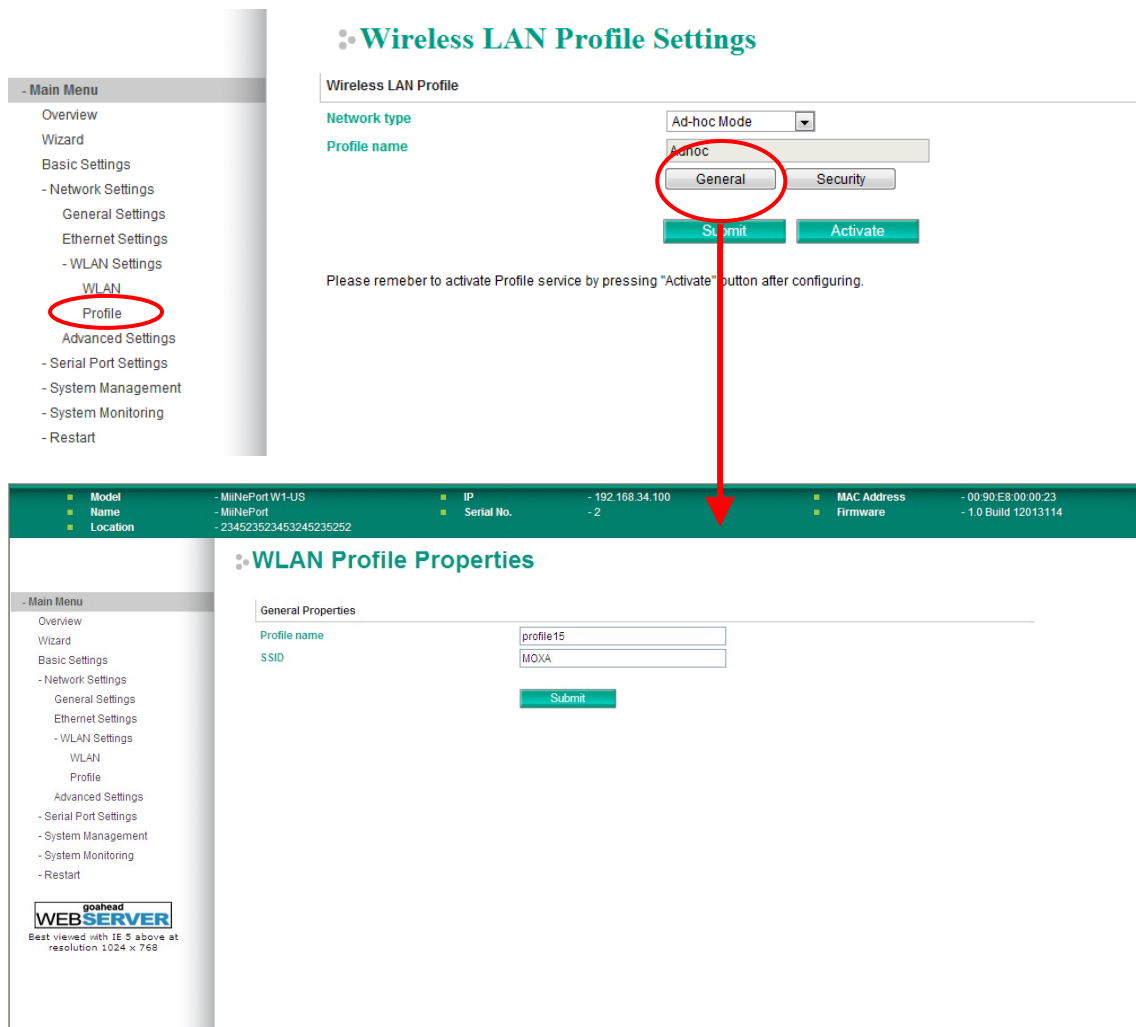 Wireless LAN Profile Settings
- Main Menu
Overview
Wizard
Basic Settings
- Network Settings
General Settings
Ethernet Settings
- WLAN Settings
WLAN
Profile
Advanced Settings
- Serial Port Settings
- System Management
- System Monitoring
- Restart
Wireless LAN Profile
Network type Ad-hoc Mode
Profile name Adhoc
General Security
Submit Activate
Please remeber to activate Profile service by pressing "Activate" button after configuring.
Model - MiiNePort W1-US IP - 192.168.34.100 MAC Address - 00:90:E8:00:00:23
Name - MiiNePort Serial No. - 2 Firmware - 1.0 Build 12013114
Location - 234523523453245235252
WLAN Profile Properties
- Main Menu
Overview
Wizard
Basic Settings
- Network Settings
General Settings
Ethernet Settings
- WLAN Settings
WLAN
Profile
Advanced Settings
- Serial Port Settings
- System Management
- System Monitoring
- Restart
goahead
WEBSERVER
Best viewed with IE 5 above at
resolution 1024 x 768
General Properties
Profile name profile15
SSID MOXA
Submit